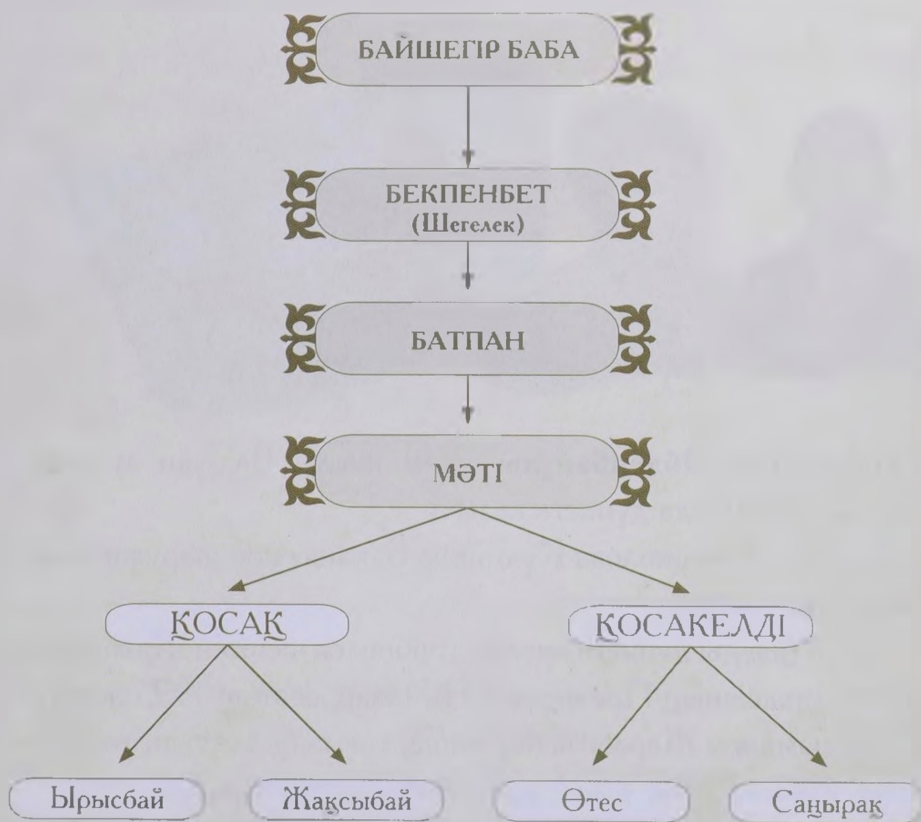 БАЙШЕГІР БАБА
БЕКПЕНБЕТ
(Шегелек)
БАТПАН
МӘТІ
ҚОСАҚ
ҚОСАКЕЛДІ
Ырысбай
Жақсыбай
Өтес
Саңырақ